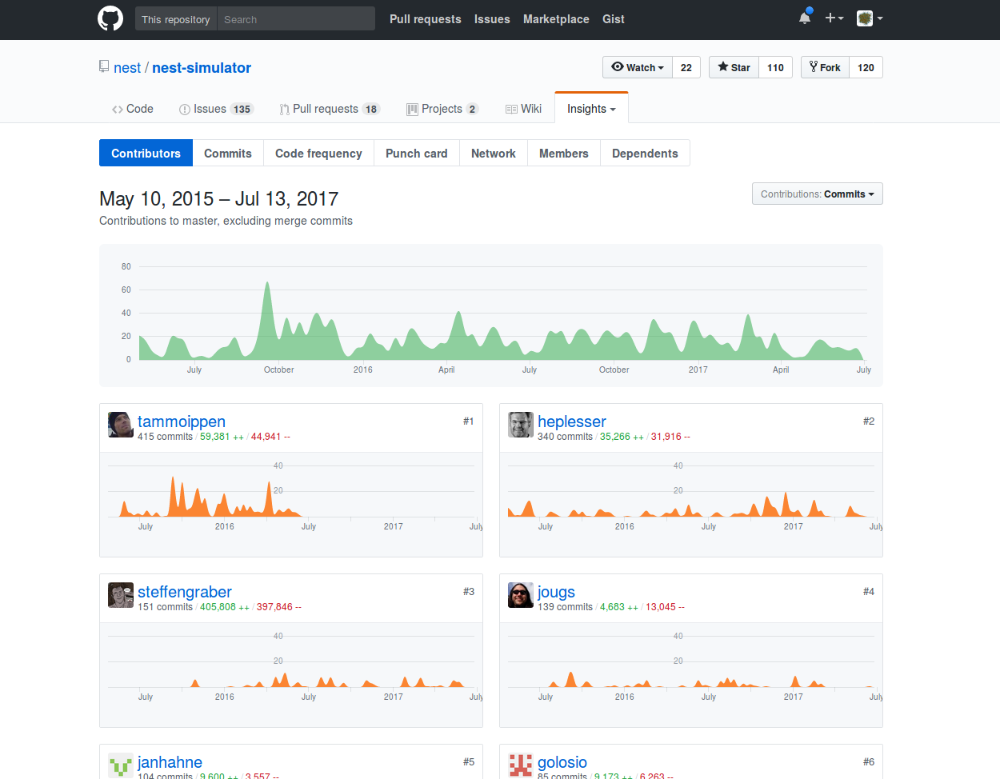 This repository Search Pull requests Issues Marketplace Gist
nest / nest-simulator
Watch 22 Star 110 Fork 120
Code Issues 135 Pull requests 18 Projects 2 Wiki Insights
Contributors Commits Code frequency Punch card Network Members Dependents
May 10, 2015 – Jul 13, 2017
Contributions: Commits
Contributions to master, excluding merge commits
80
60
40
20
0
July October 2016 April July October 2017 April July
tammoippen #1
415 commits / 59,381 ++ / 44,941 --
40
20
July 2016 July 2017 July
heplesser #2
340 commits / 35,266 ++ / 31,916 --
40
20
July 2016 July 2017 July
steffengraber #3
151 commits / 405,808 ++ / 397,846 --
40
20
July 2016 July 2017 July
jougs #4
139 commits / 4,683 ++ / 13,045 --
40
20
July 2016 July 2017 July
janhahne #5
104 commits / 9,600 ++ / 3,557 --
golosio #6
85 commits / 9,173 ++ / 6,263 --